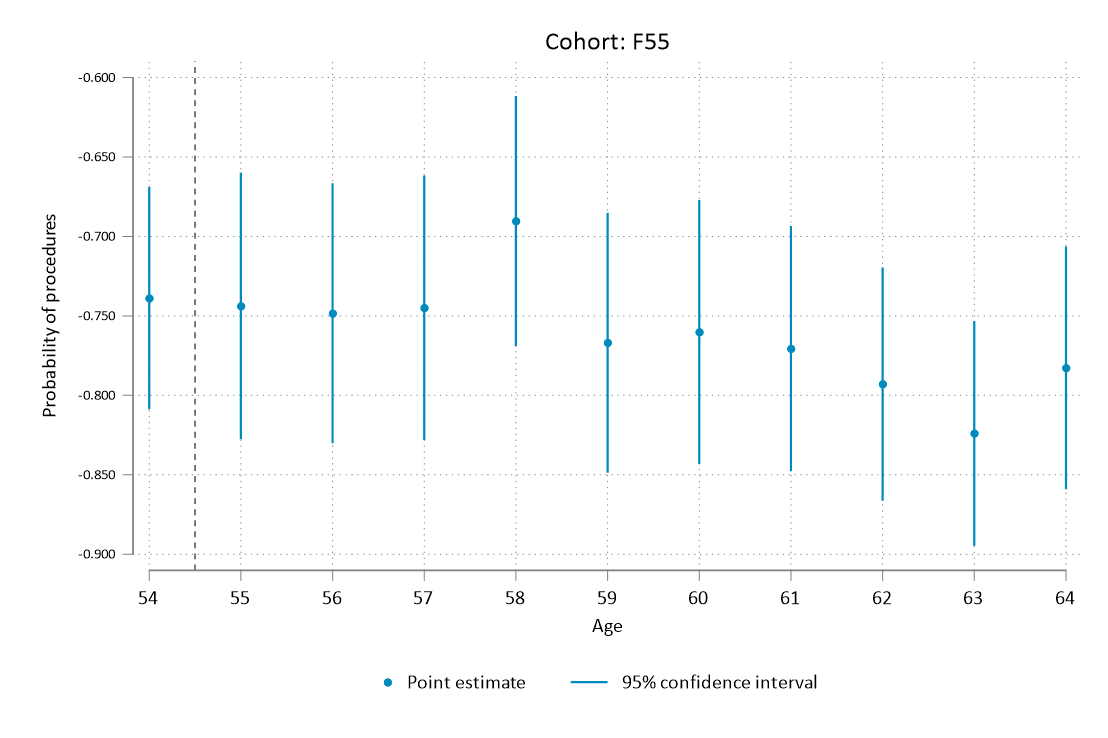 Cohort: F55
Probability of procedures
-0.600
-0.650
-0.700
-0.750
-0.800
-0.850
-0.900
54 55 56 57 58 59 60 61 62 63 64
Age
Point estimate 95% confidence interval